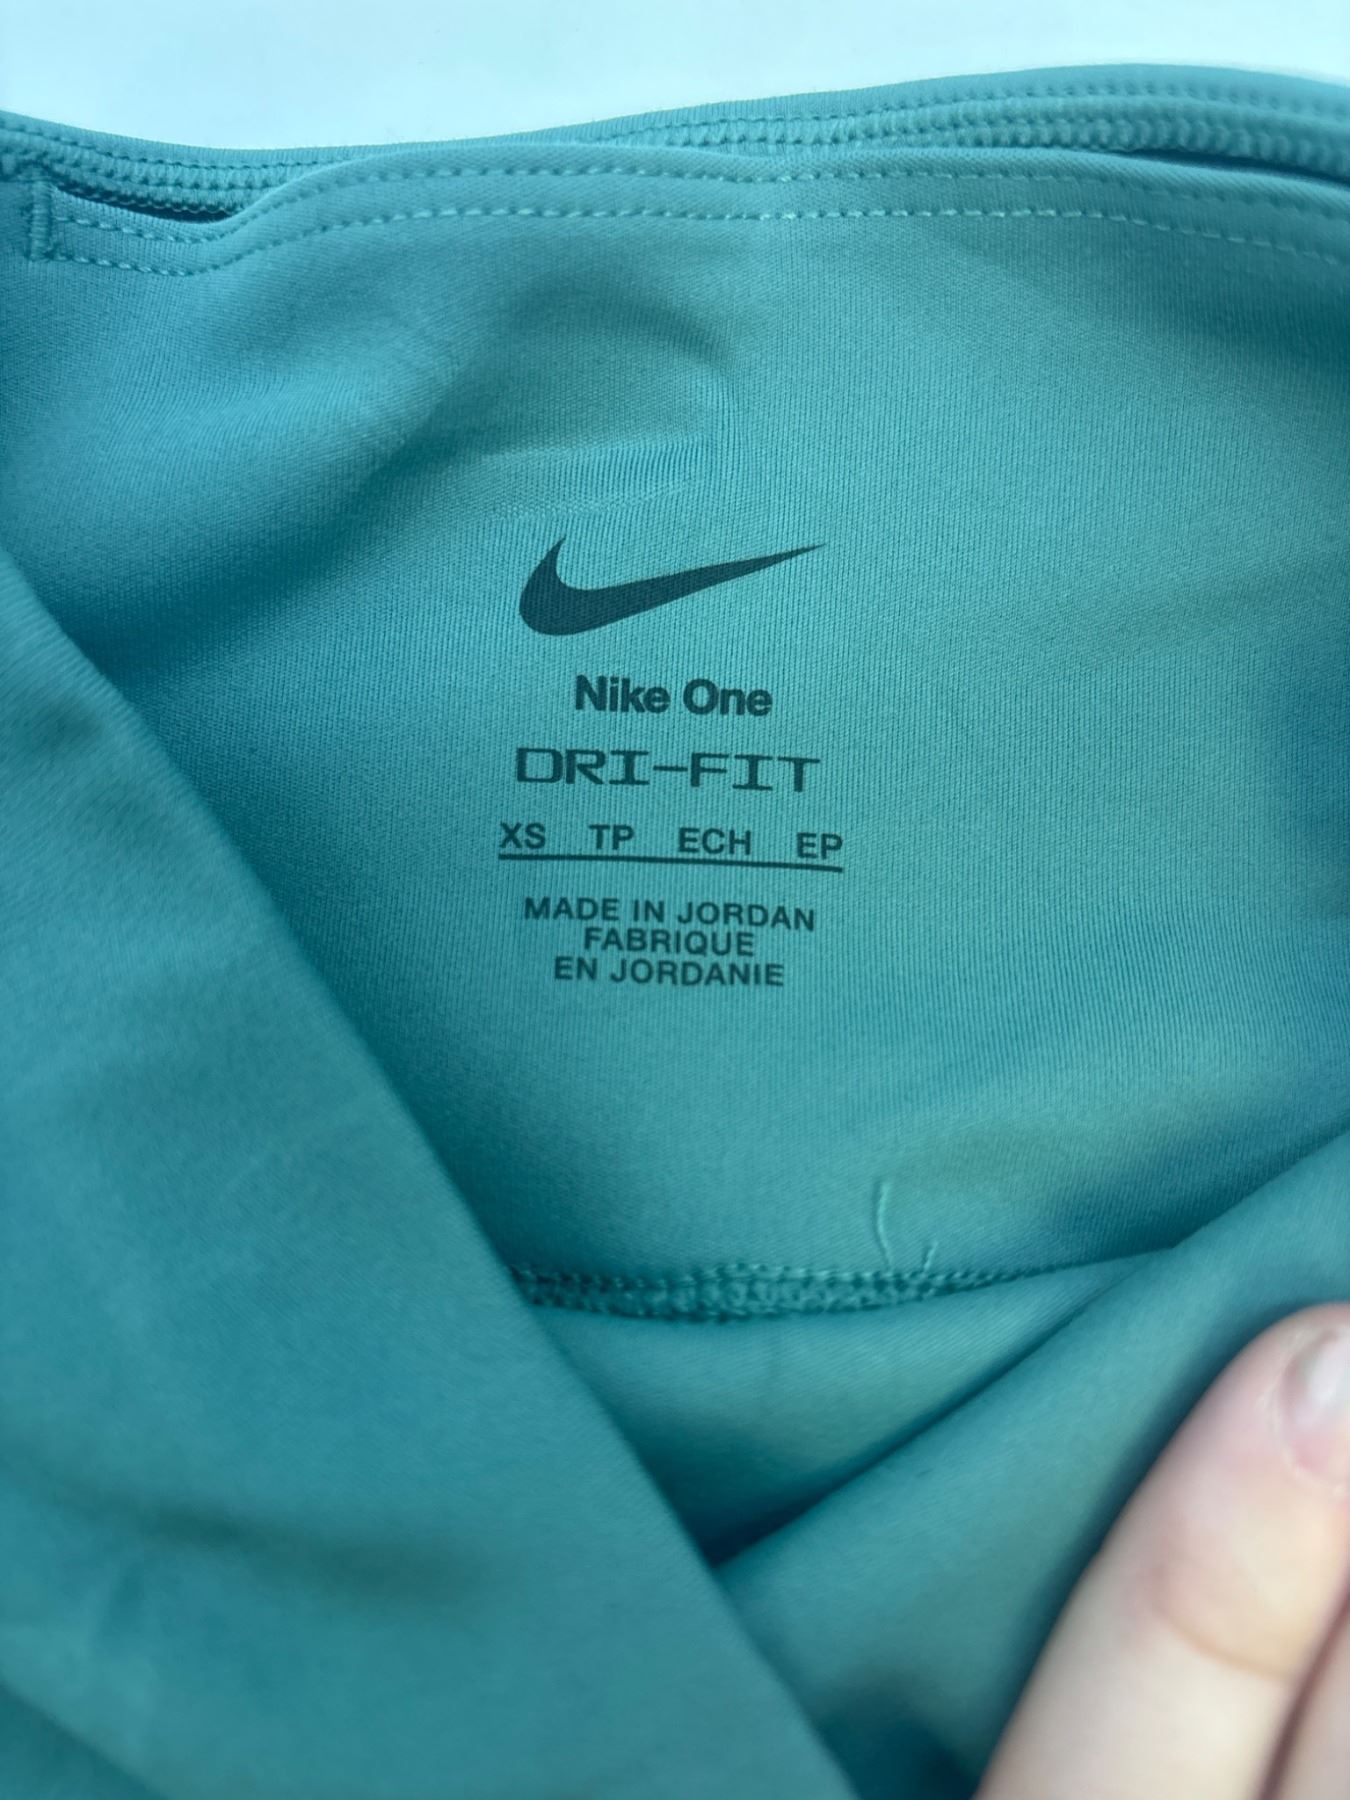 Nike One
DRI-FIT
XS TP ECH EP
MADE IN JORDAN
FABRIQUE
EN JORDANIE